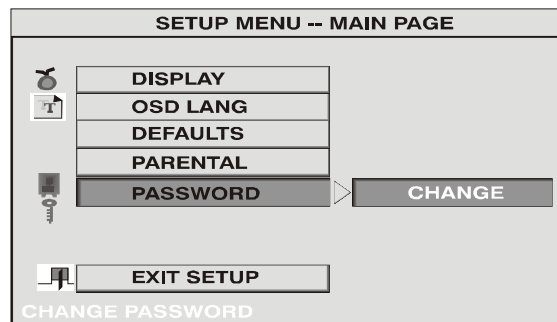 SETUP MENU -- MAIN PAGE
DISPLAY
T
OSD LANG
DEFAULTS
PARENTAL
PASSWORD
CHANGE
EXIT SETUP
CHANGE PASSWORD